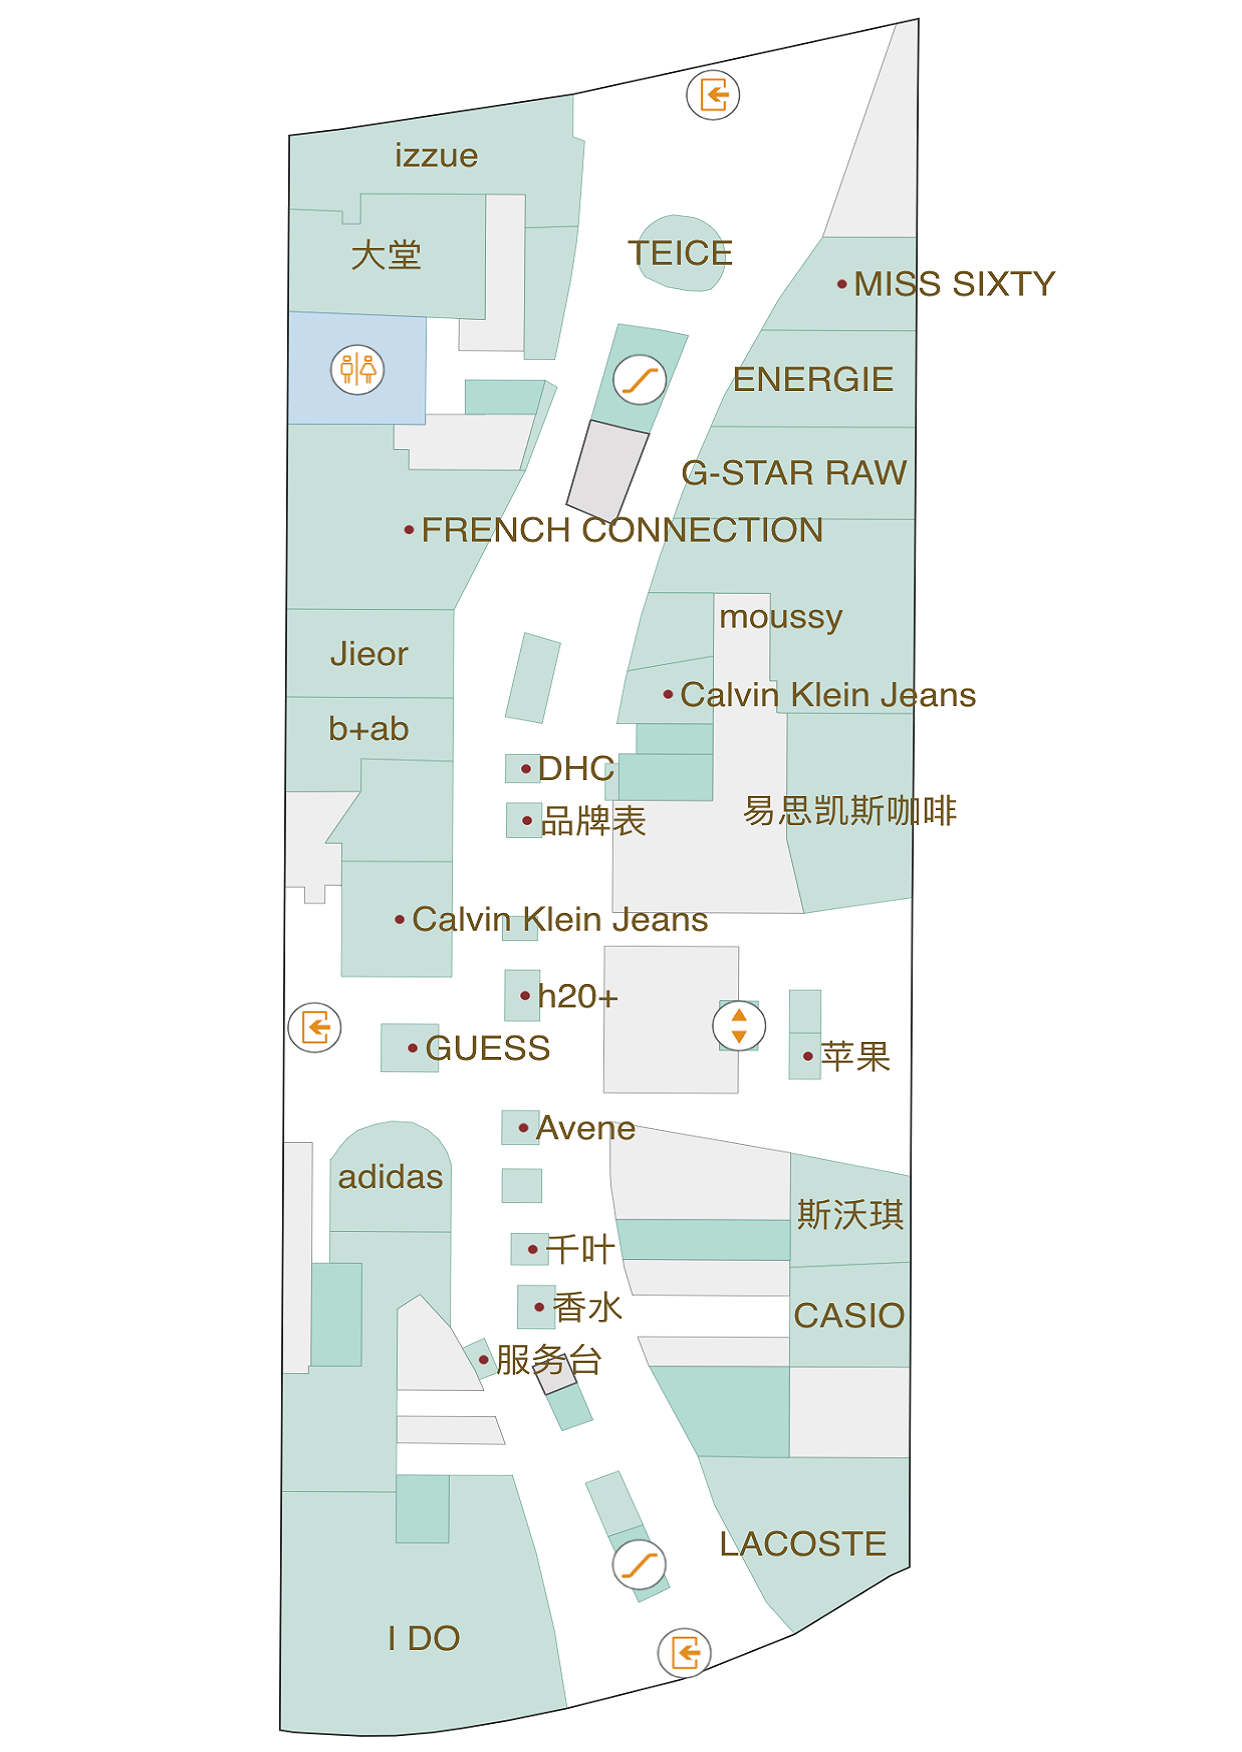 izzue
大堂
TEICE
MISS SIXTY
ENERGIE
G-STAR RAW
FRENCH CONNECTION
moussy
Jieor
Calvin Klein Jeans
b+ab
DHC
品牌表
易思凯斯咖啡
Calvin Klein Jeans
h20+
GUESS
苹果
Avene
adidas
斯沃琪
千叶
香水
CASIO
服务台
LACOSTE
I DO